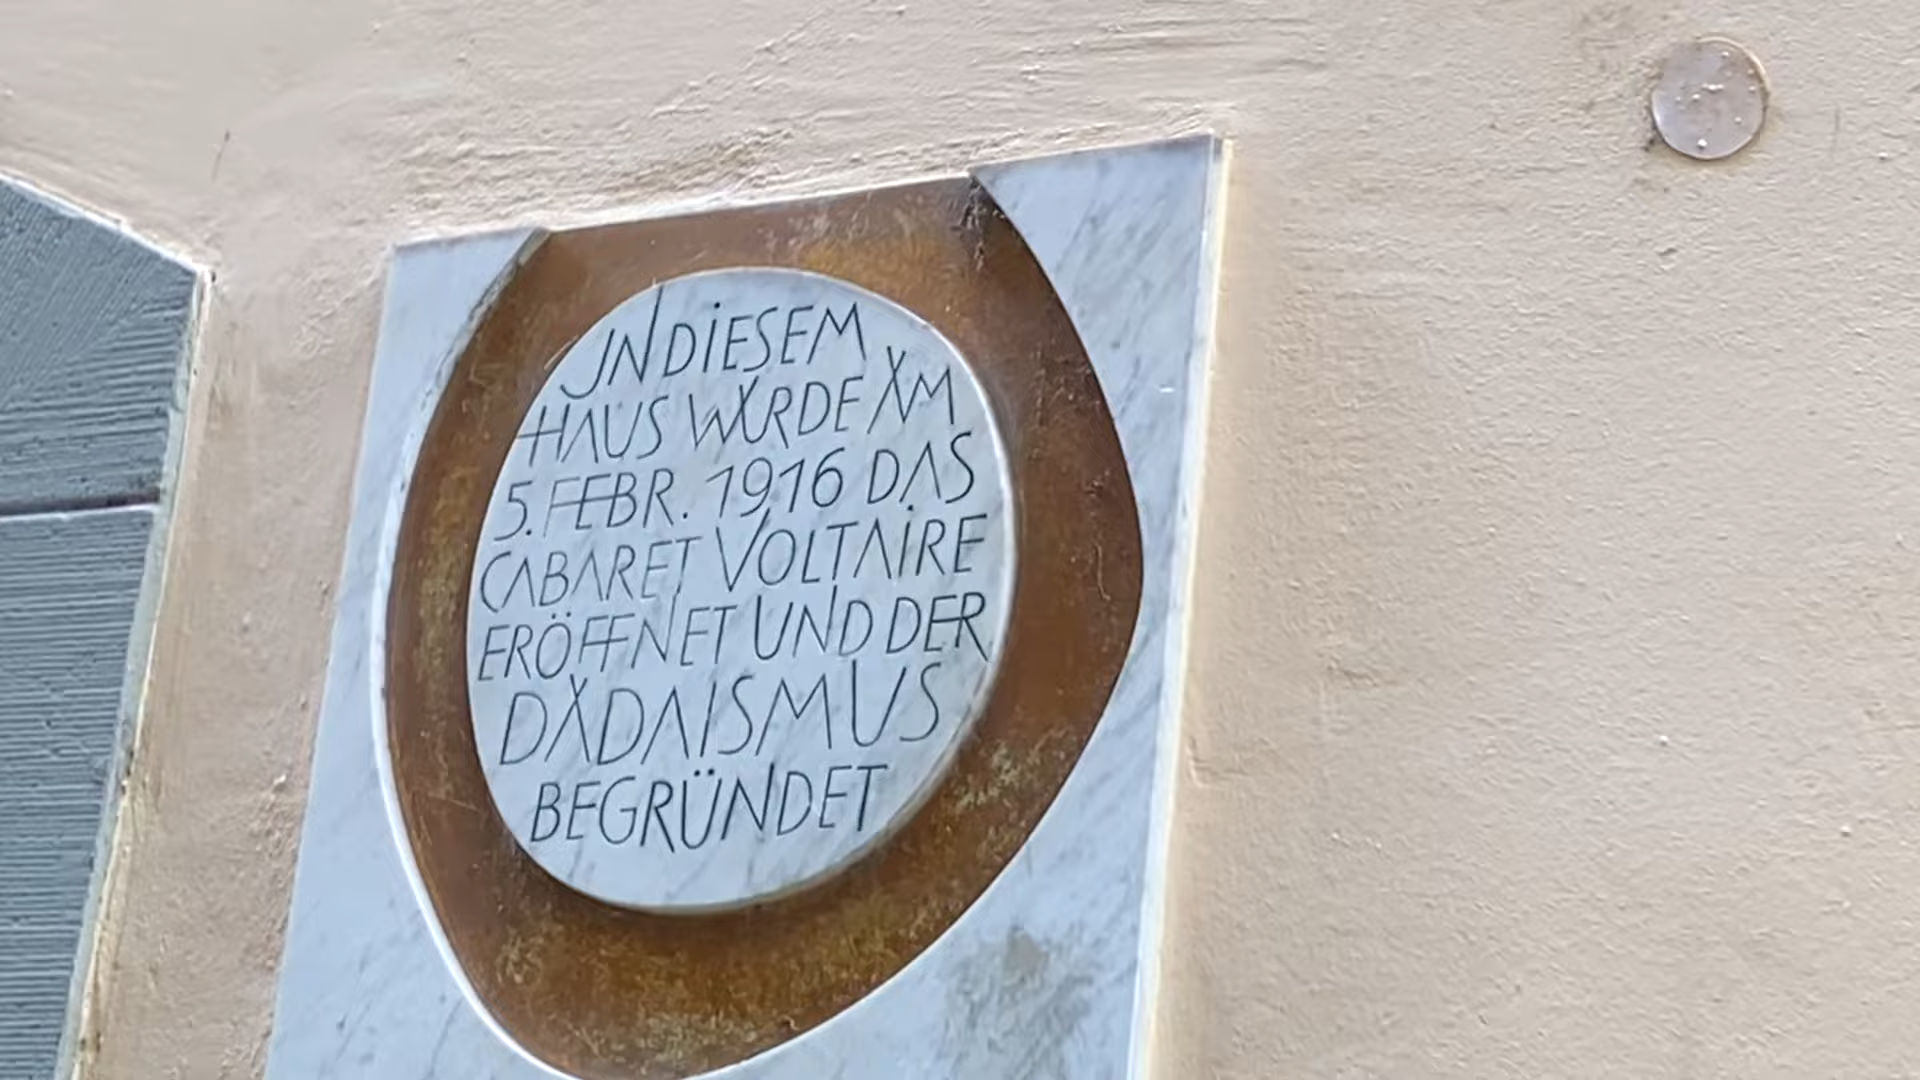 IN DIESEM
HAUS WURDE AM
5. FEBR. 1916 DAS
CABARET VOLTAIRE
ERÖFFNET UND DER
DADAISMUS
BEGRÜNDET